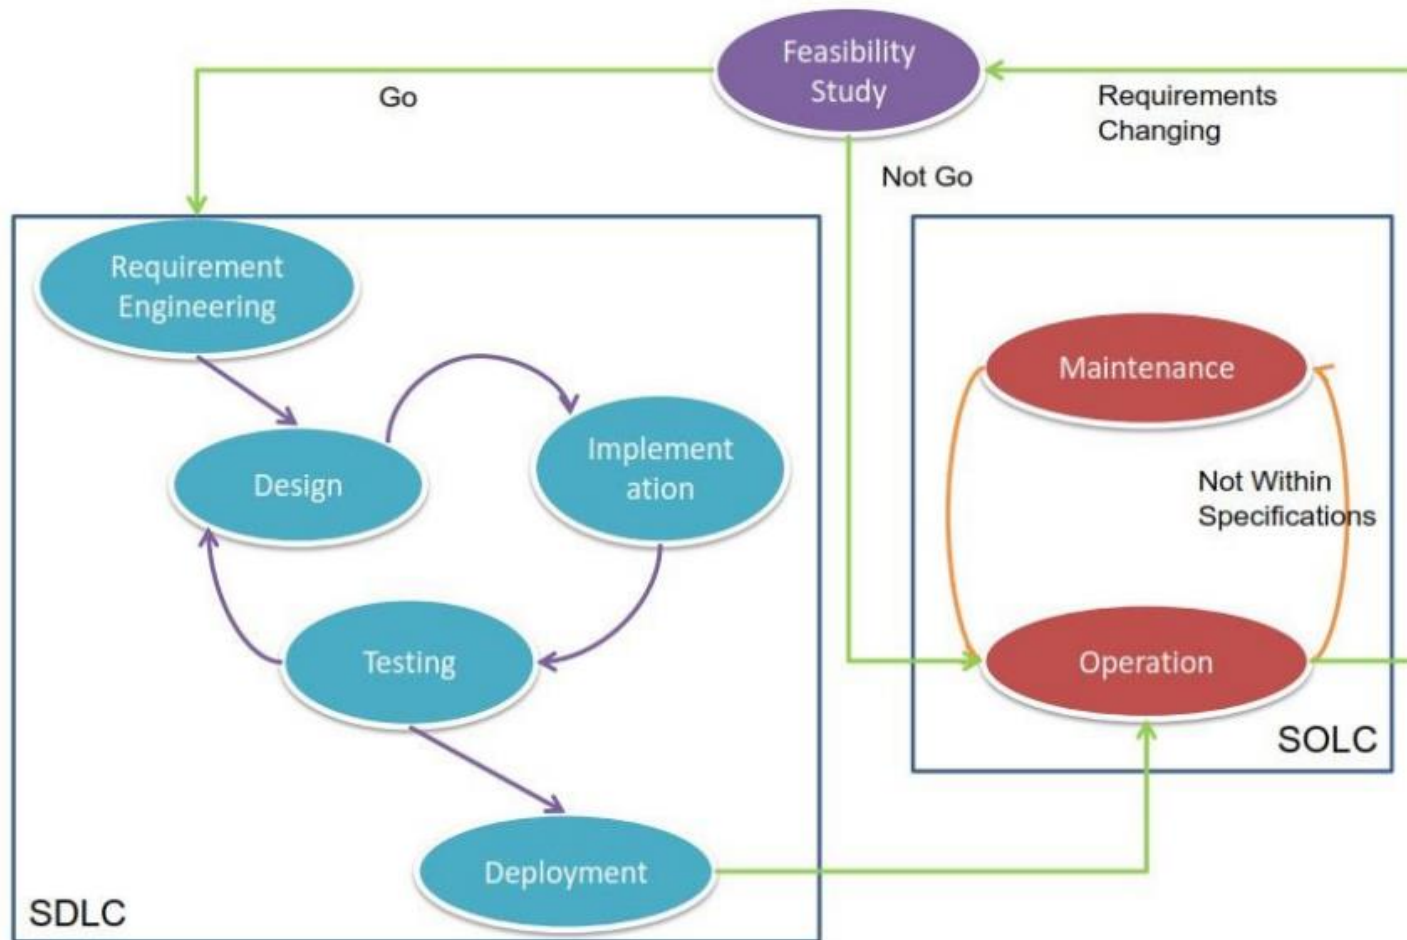 Feasibility
Study
Go
Requirements
Changing
Not Go
Requirement
Engineering
Maintenance
Implement
ation
Design
Not Within
Specifications
Testing
Operation
SOLC
Deployment
SDLC